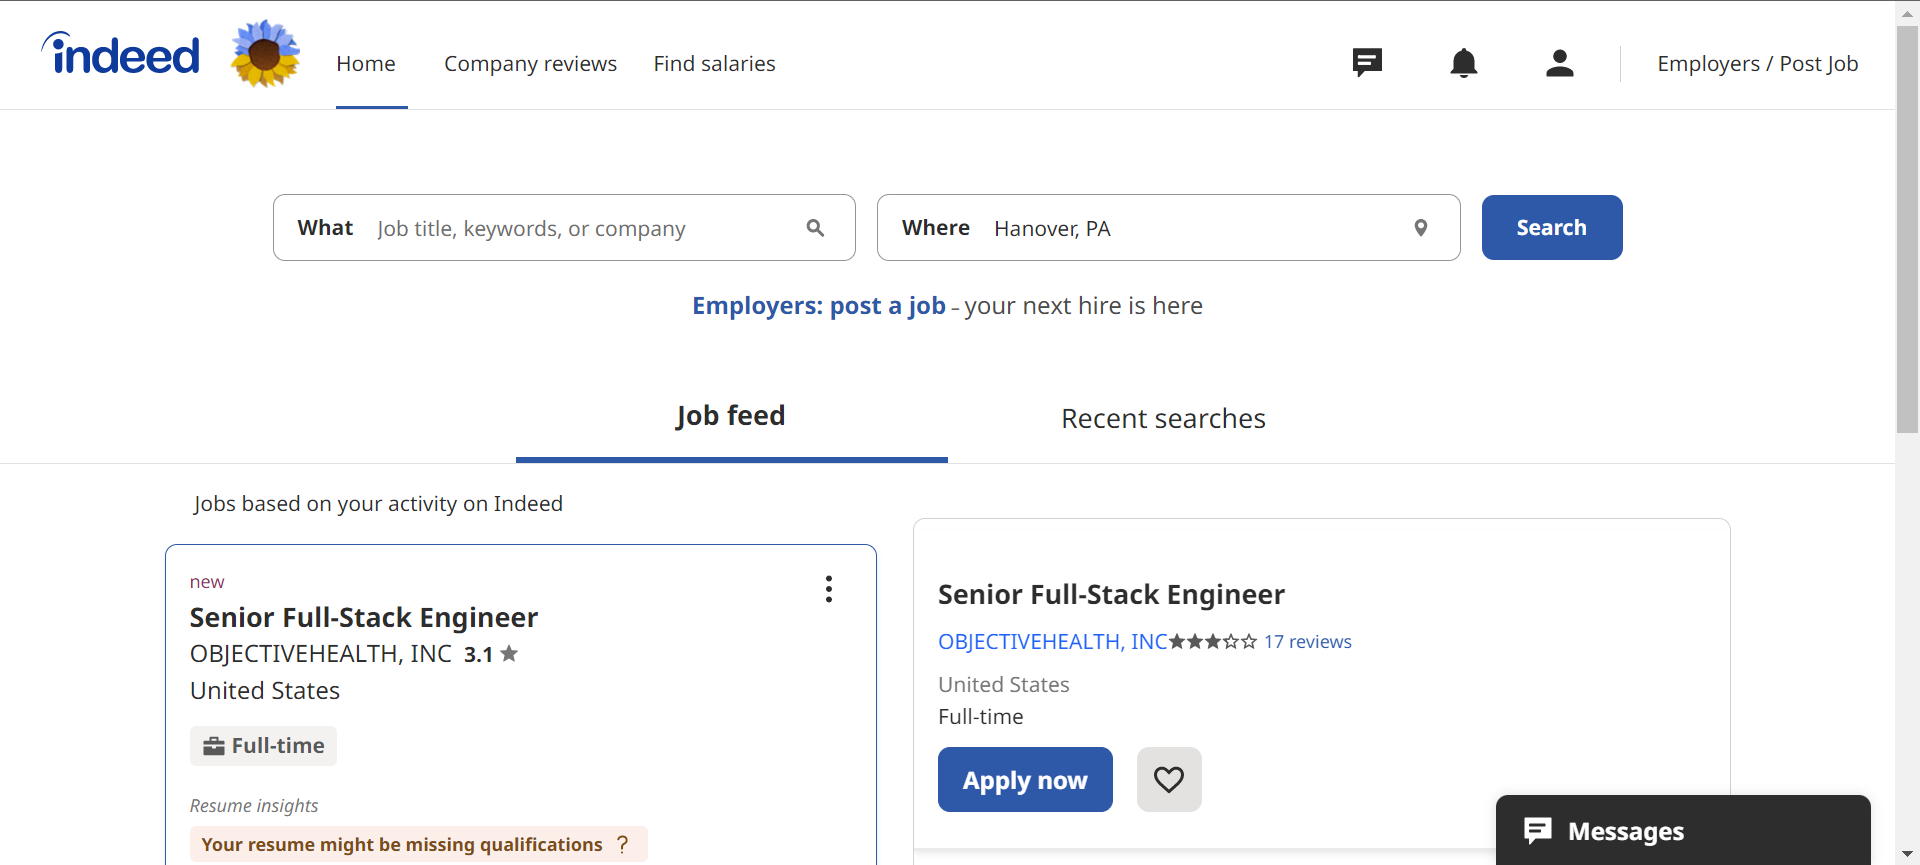 indeed
Home Company reviews Find salaries Employers / Post Job
What Job title, keywords, or company Where Hanover, PA Search
Employers: post a job – your next hire is here
Job feed Recent searches
Jobs based on your activity on Indeed
new
Senior Full-Stack Engineer
OBJECTIVEHEALTH, INC 3.1
United States
Full-time
Resume insights
Your resume might be missing qualifications ?
Senior Full-Stack Engineer
OBJECTIVEHEALTH, INC 17 reviews
United States
Full-time
Apply now
Messages